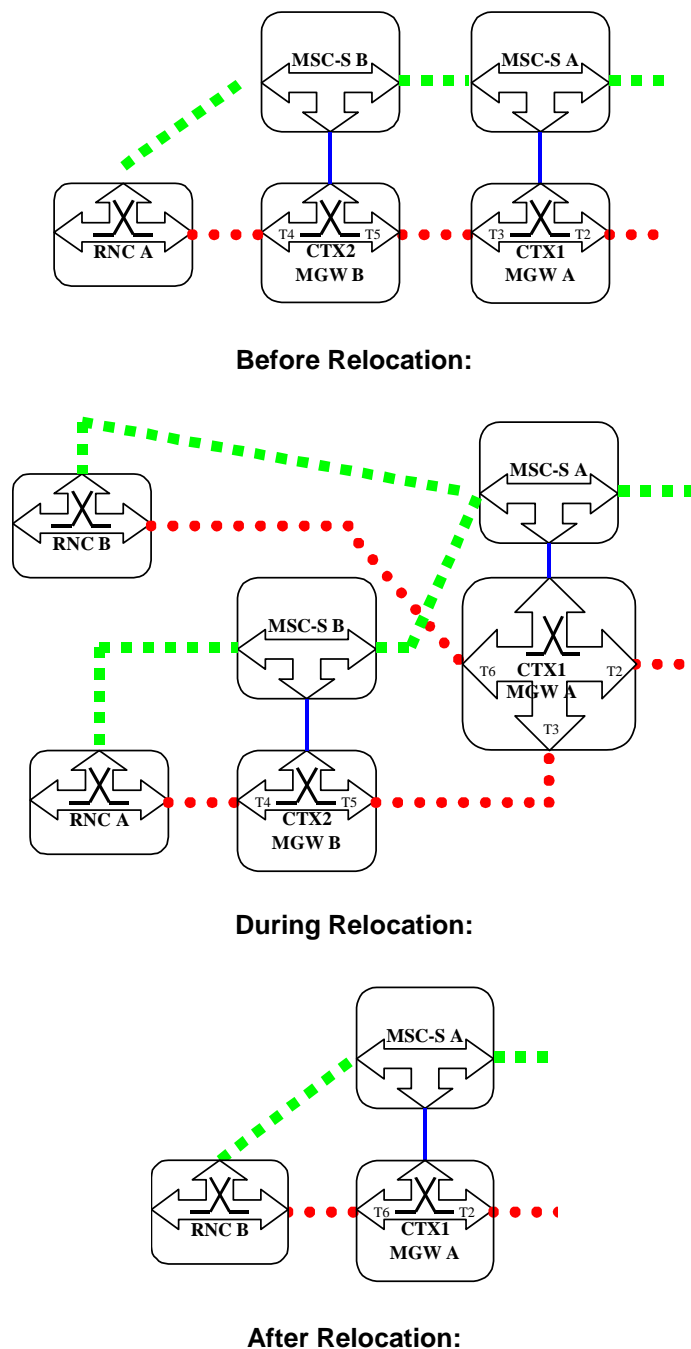 MSC-S B
MSC-S A
RNC A
T4
T5
CTX2
MGW B
T3
T2
CTX1
MGW A
Before Relocation:
MSC-S A
RNC B
MSC-S B
T6
CTX1
T2
MGW A
T3
RNC A
T4
T5
CTX2
MGW B
During Relocation:
MSC-S A
RNC B
T6
T2
CTX1
MGW A
After Relocation: